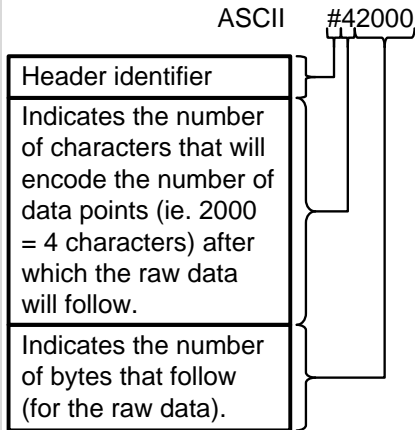 ASCII #42000
Header identifier
Indicates the number
of characters that will
encode the number of
data points (ie. 2000
= 4 characters) after
which the raw data
will follow.
Indicates the number
of bytes that follow
(for the raw data).